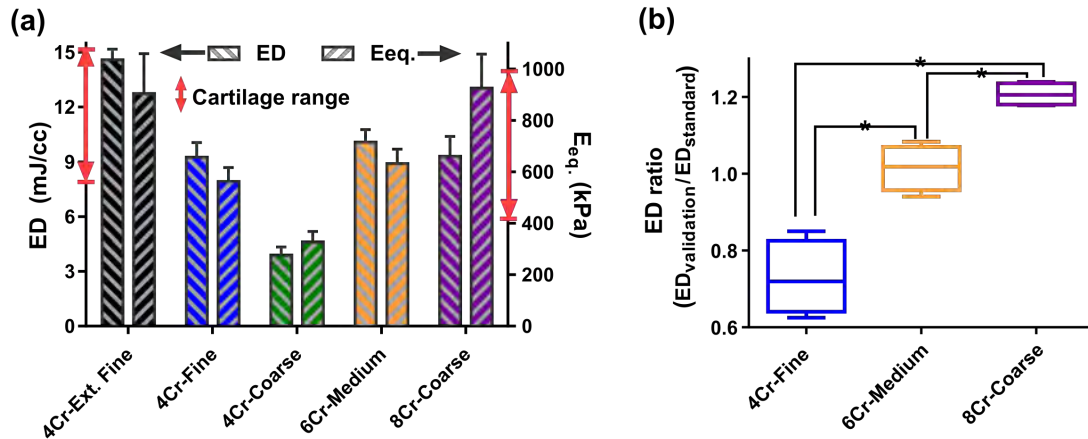 (a)
ED
Eeq.
Cartilage range
ED (mJ/cc)
15
12
9
6
3
0
1000
800
600
400
200
0
Eeq. (kPa)
4Cr-Ext. Fine
4Cr-Fine
4Cr-Coarse
6Cr-Medium
8Cr-Coarse
(b)
ED ratio
(EDvalidation/EDstandard)
1.2
1.0
0.8
0.6
*
*
*
4Cr-Fine
6Cr-Medium
8Cr-Coarse